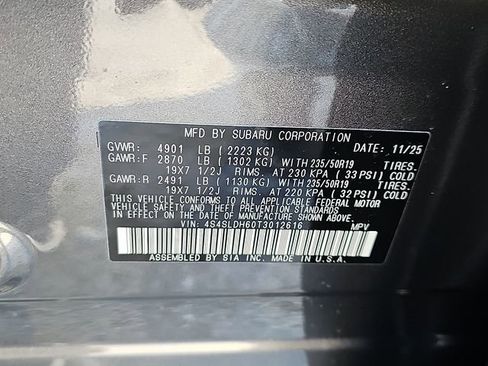 MFD BY SUBARU CORPORATION
GVWR: 4901 LB ( 2223 KG) DATE: 11/25
GAWR:F 2870 LB ( 1302 KG) WITH 235/50R19 TIRES.
19X7 1/2J RIMS. AT 230 KPA ( 33 PSI) COLD
GAWR:R 2491 LB ( 1130 KG) WITH 235/50R19 TIRES.
19X7 1/2J RIMS. AT 220 KPA ( 32 PSI) COLD
THIS VEHICLE CONFORMS TO ALL APPLICABLE FEDERAL MOTOR
VEHICLE SAFETY AND THEFT PREVENTION STANDARDS
IN EFFECT ON THE DATE OF MANUFACTURE SHOWN ABOVE.
VIN: 4S4SLDH60T3012616 MPV
ASSEMBLED BY SIA INC. MADE IN U.S.A.